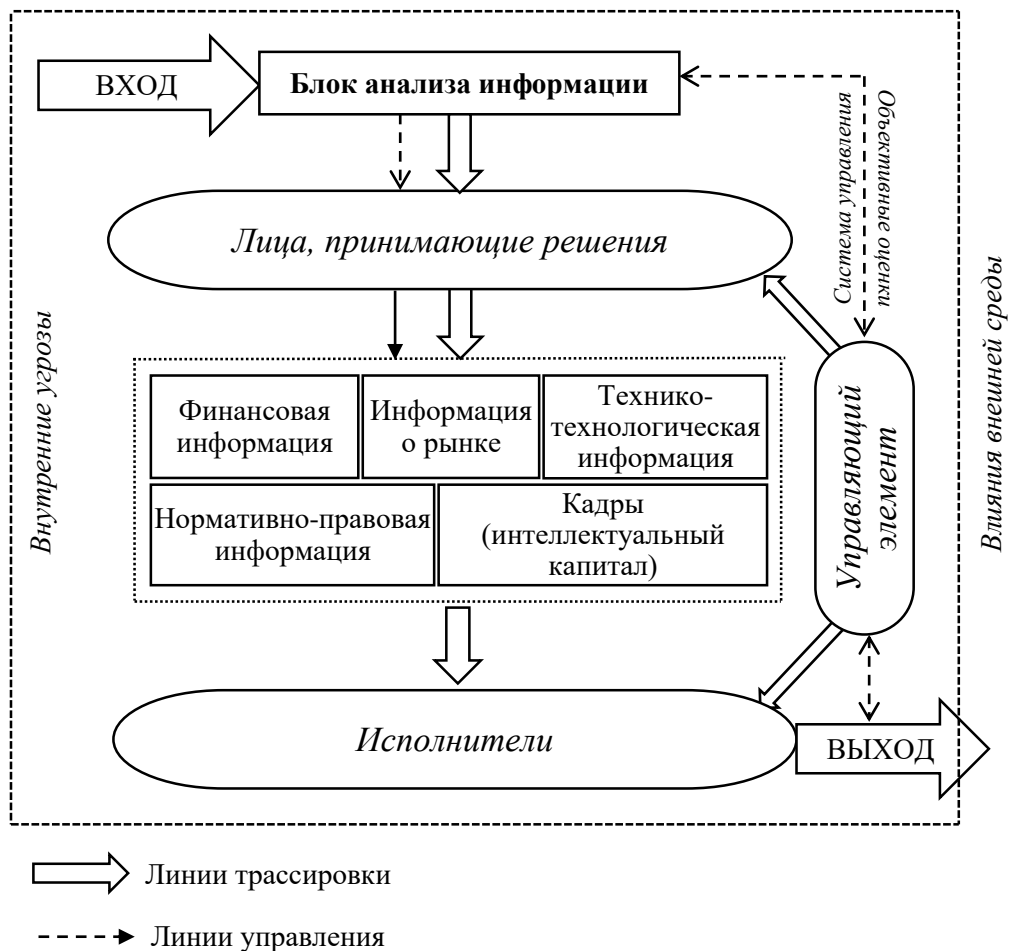 ВХОД
Блок анализа информации
Система управления
Объективные оценки
Лица, принимающие решения
Внутренние угрозы
Влияния внешней среды
Финансовая
информация
Информация
о рынке
Технико-
технологическая
информация
Нормативно-правовая
информация
Кадры
(интеллектуальный
капитал)
Управляющий
элемент
Исполнители
ВЫХОД
Линии трассировки
Линии управления